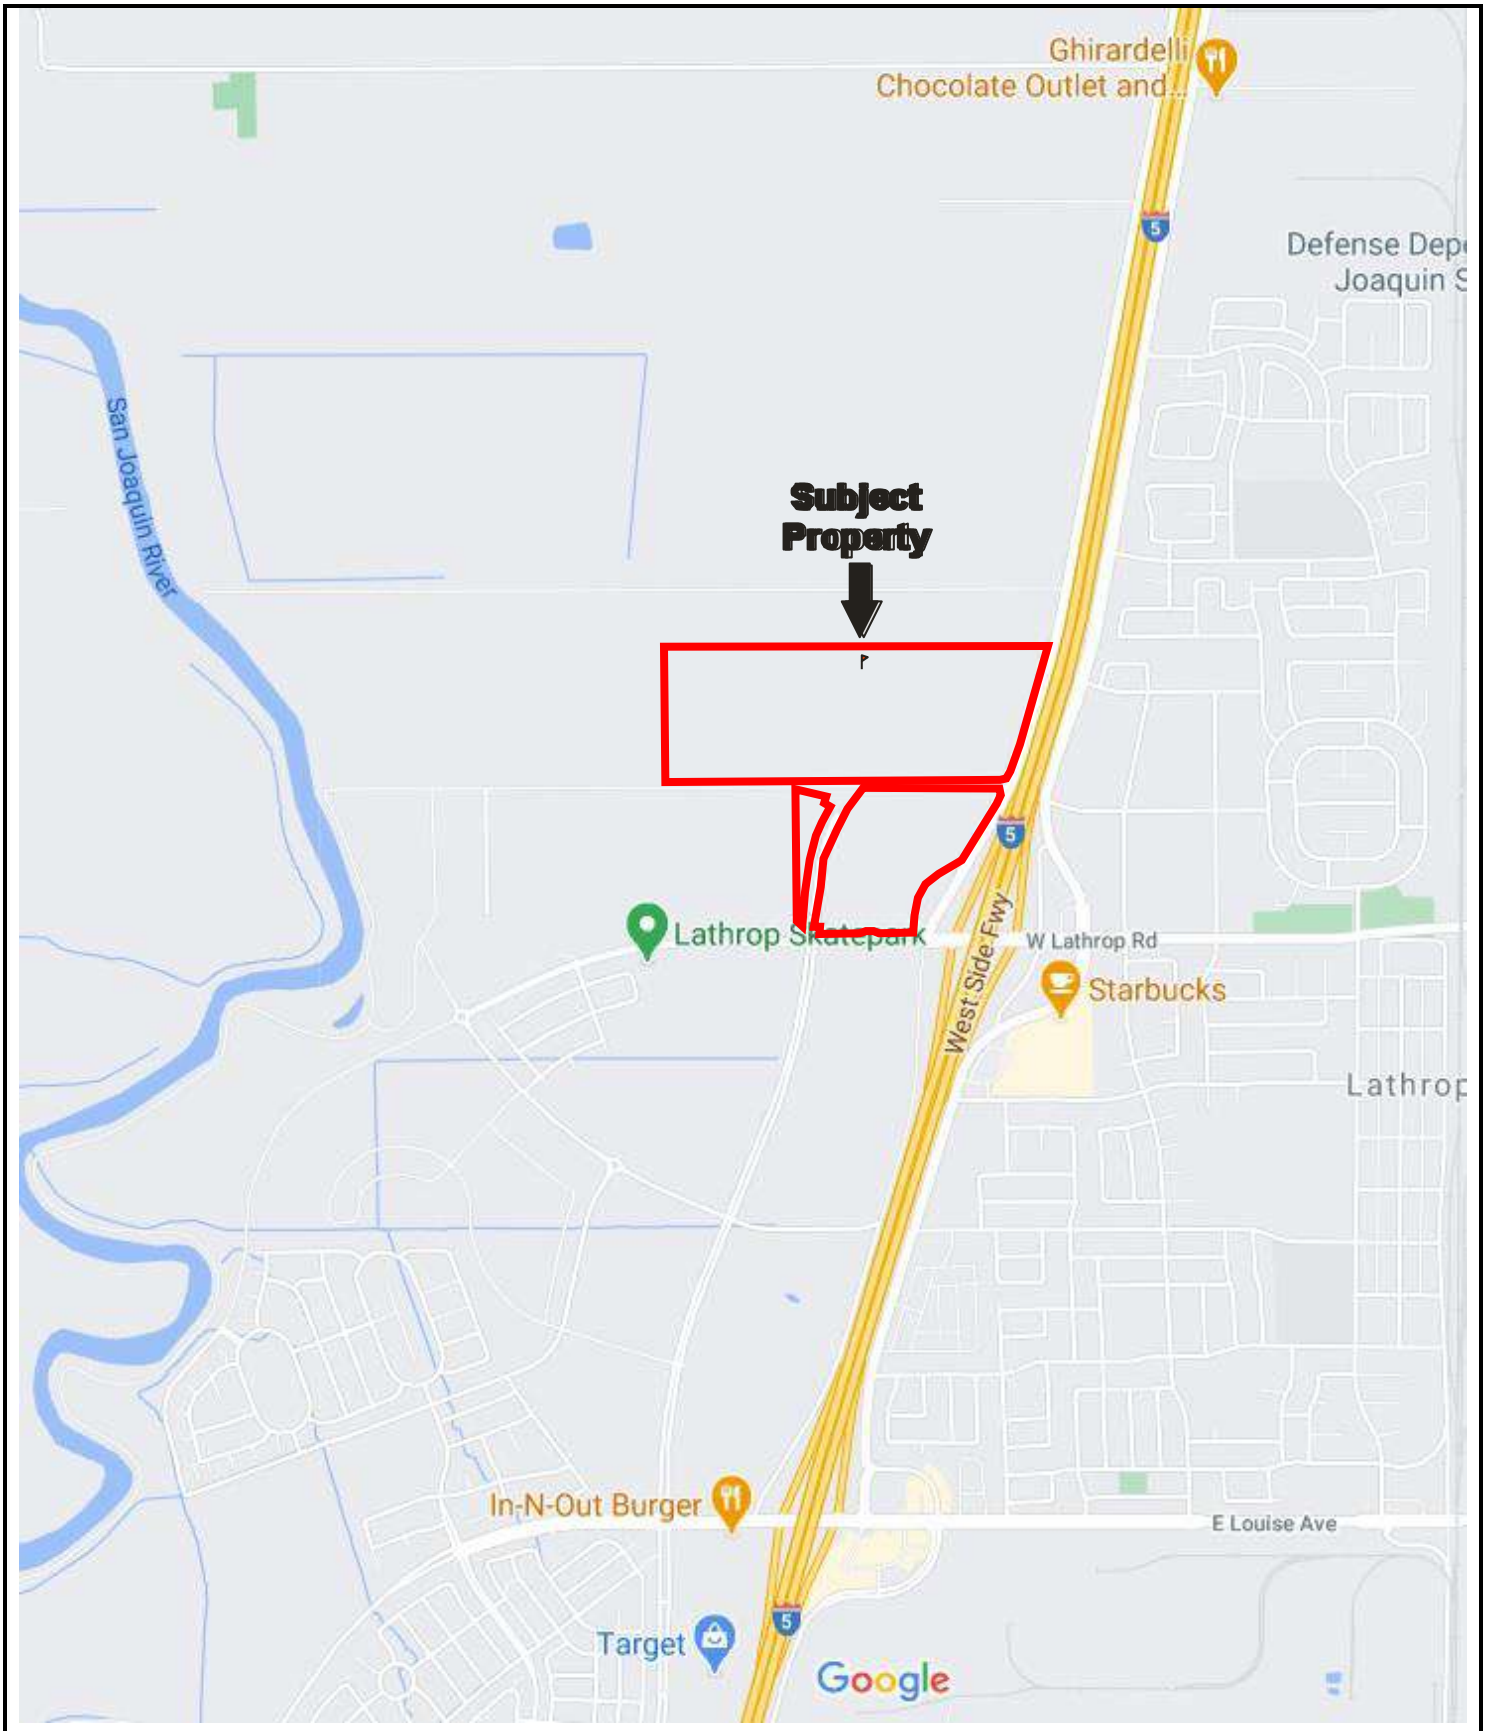 Ghirardelli
Chocolate Outlet and...
5
Defense Dep
Joaquin S
San Joaquin River
Subject
Property
5
Lathrop Skatepark
West Side Fwy
W Lathrop Rd
Starbucks
Lathrop
In-N-Out Burger
E Louise Ave
5
Target
Google